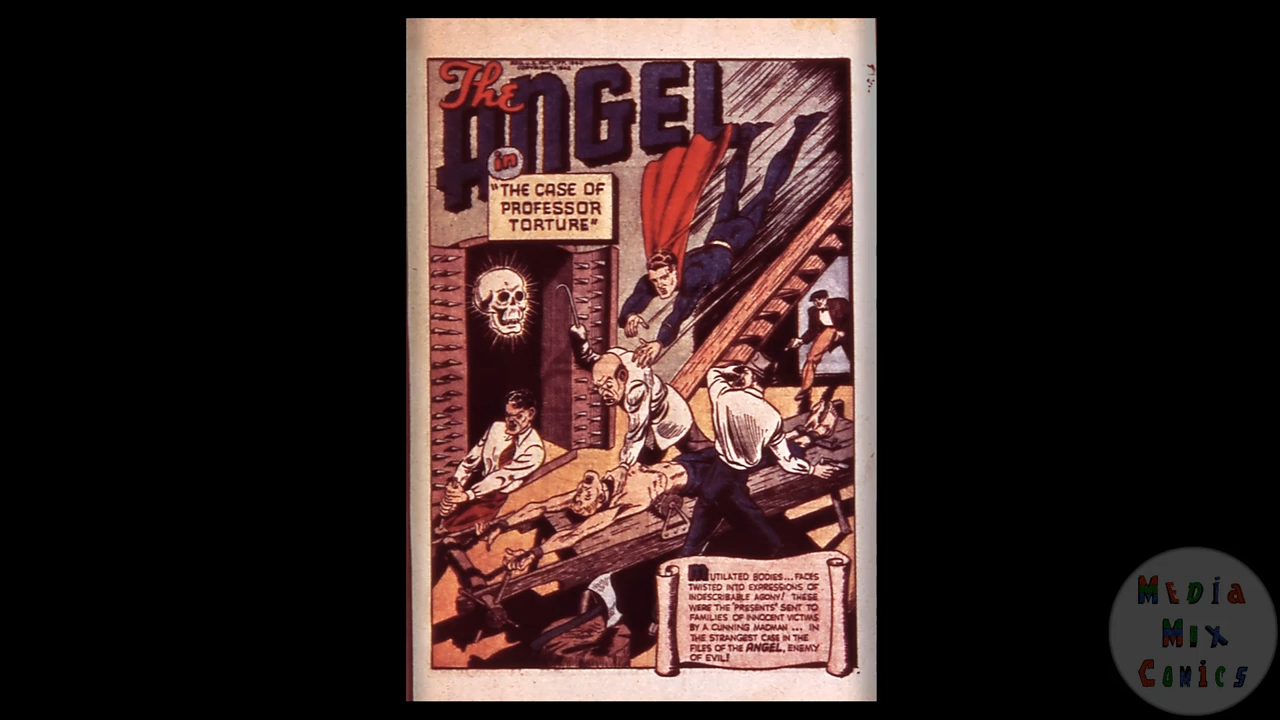 The
ANGEL
in
"THE CASE OF
PROFESSOR
TORTURE"
MUTILATED BODIES... FACES
TWISTED INTO EXPRESSIONS OF
INDESCRIBABLE AGONY! THESE
WERE THE "PRESENTS" SENT TO
FAMILIES OF INNOCENT VICTIMS
BY A CUNNING MADMAN... IN
THE STRANGEST CASE IN THE
FILES OF THE ANGEL, ENEMY
OF EVIL!
MEDiA
Mix
COMiCS